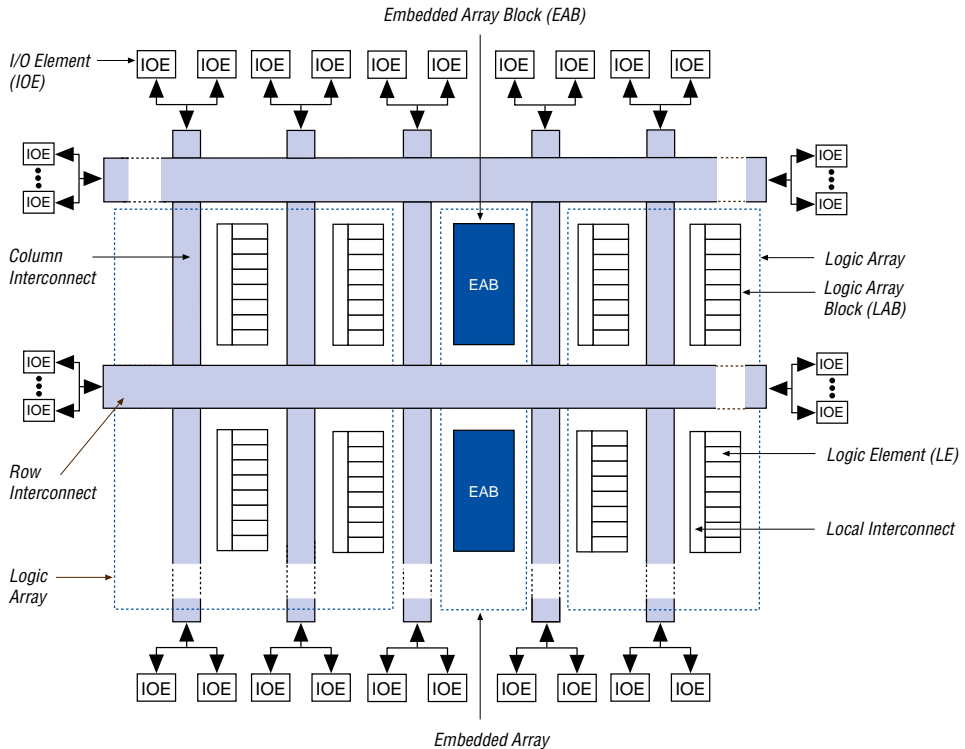 Embedded Array Block (EAB)
I/O Element
(IOE)
IOE IOE IOE IOE IOE IOE IOE IOE IOE IOE
IOE
IOE
IOE
IOE
Column
Interconnect
EAB
Logic Array
Logic Array
Block (LAB)
IOE
IOE
IOE
IOE
Row
Interconnect
EAB
Logic Element (LE)
Local Interconnect
Logic
Array
IOE IOE IOE IOE IOE IOE IOE IOE IOE IOE
Embedded Array